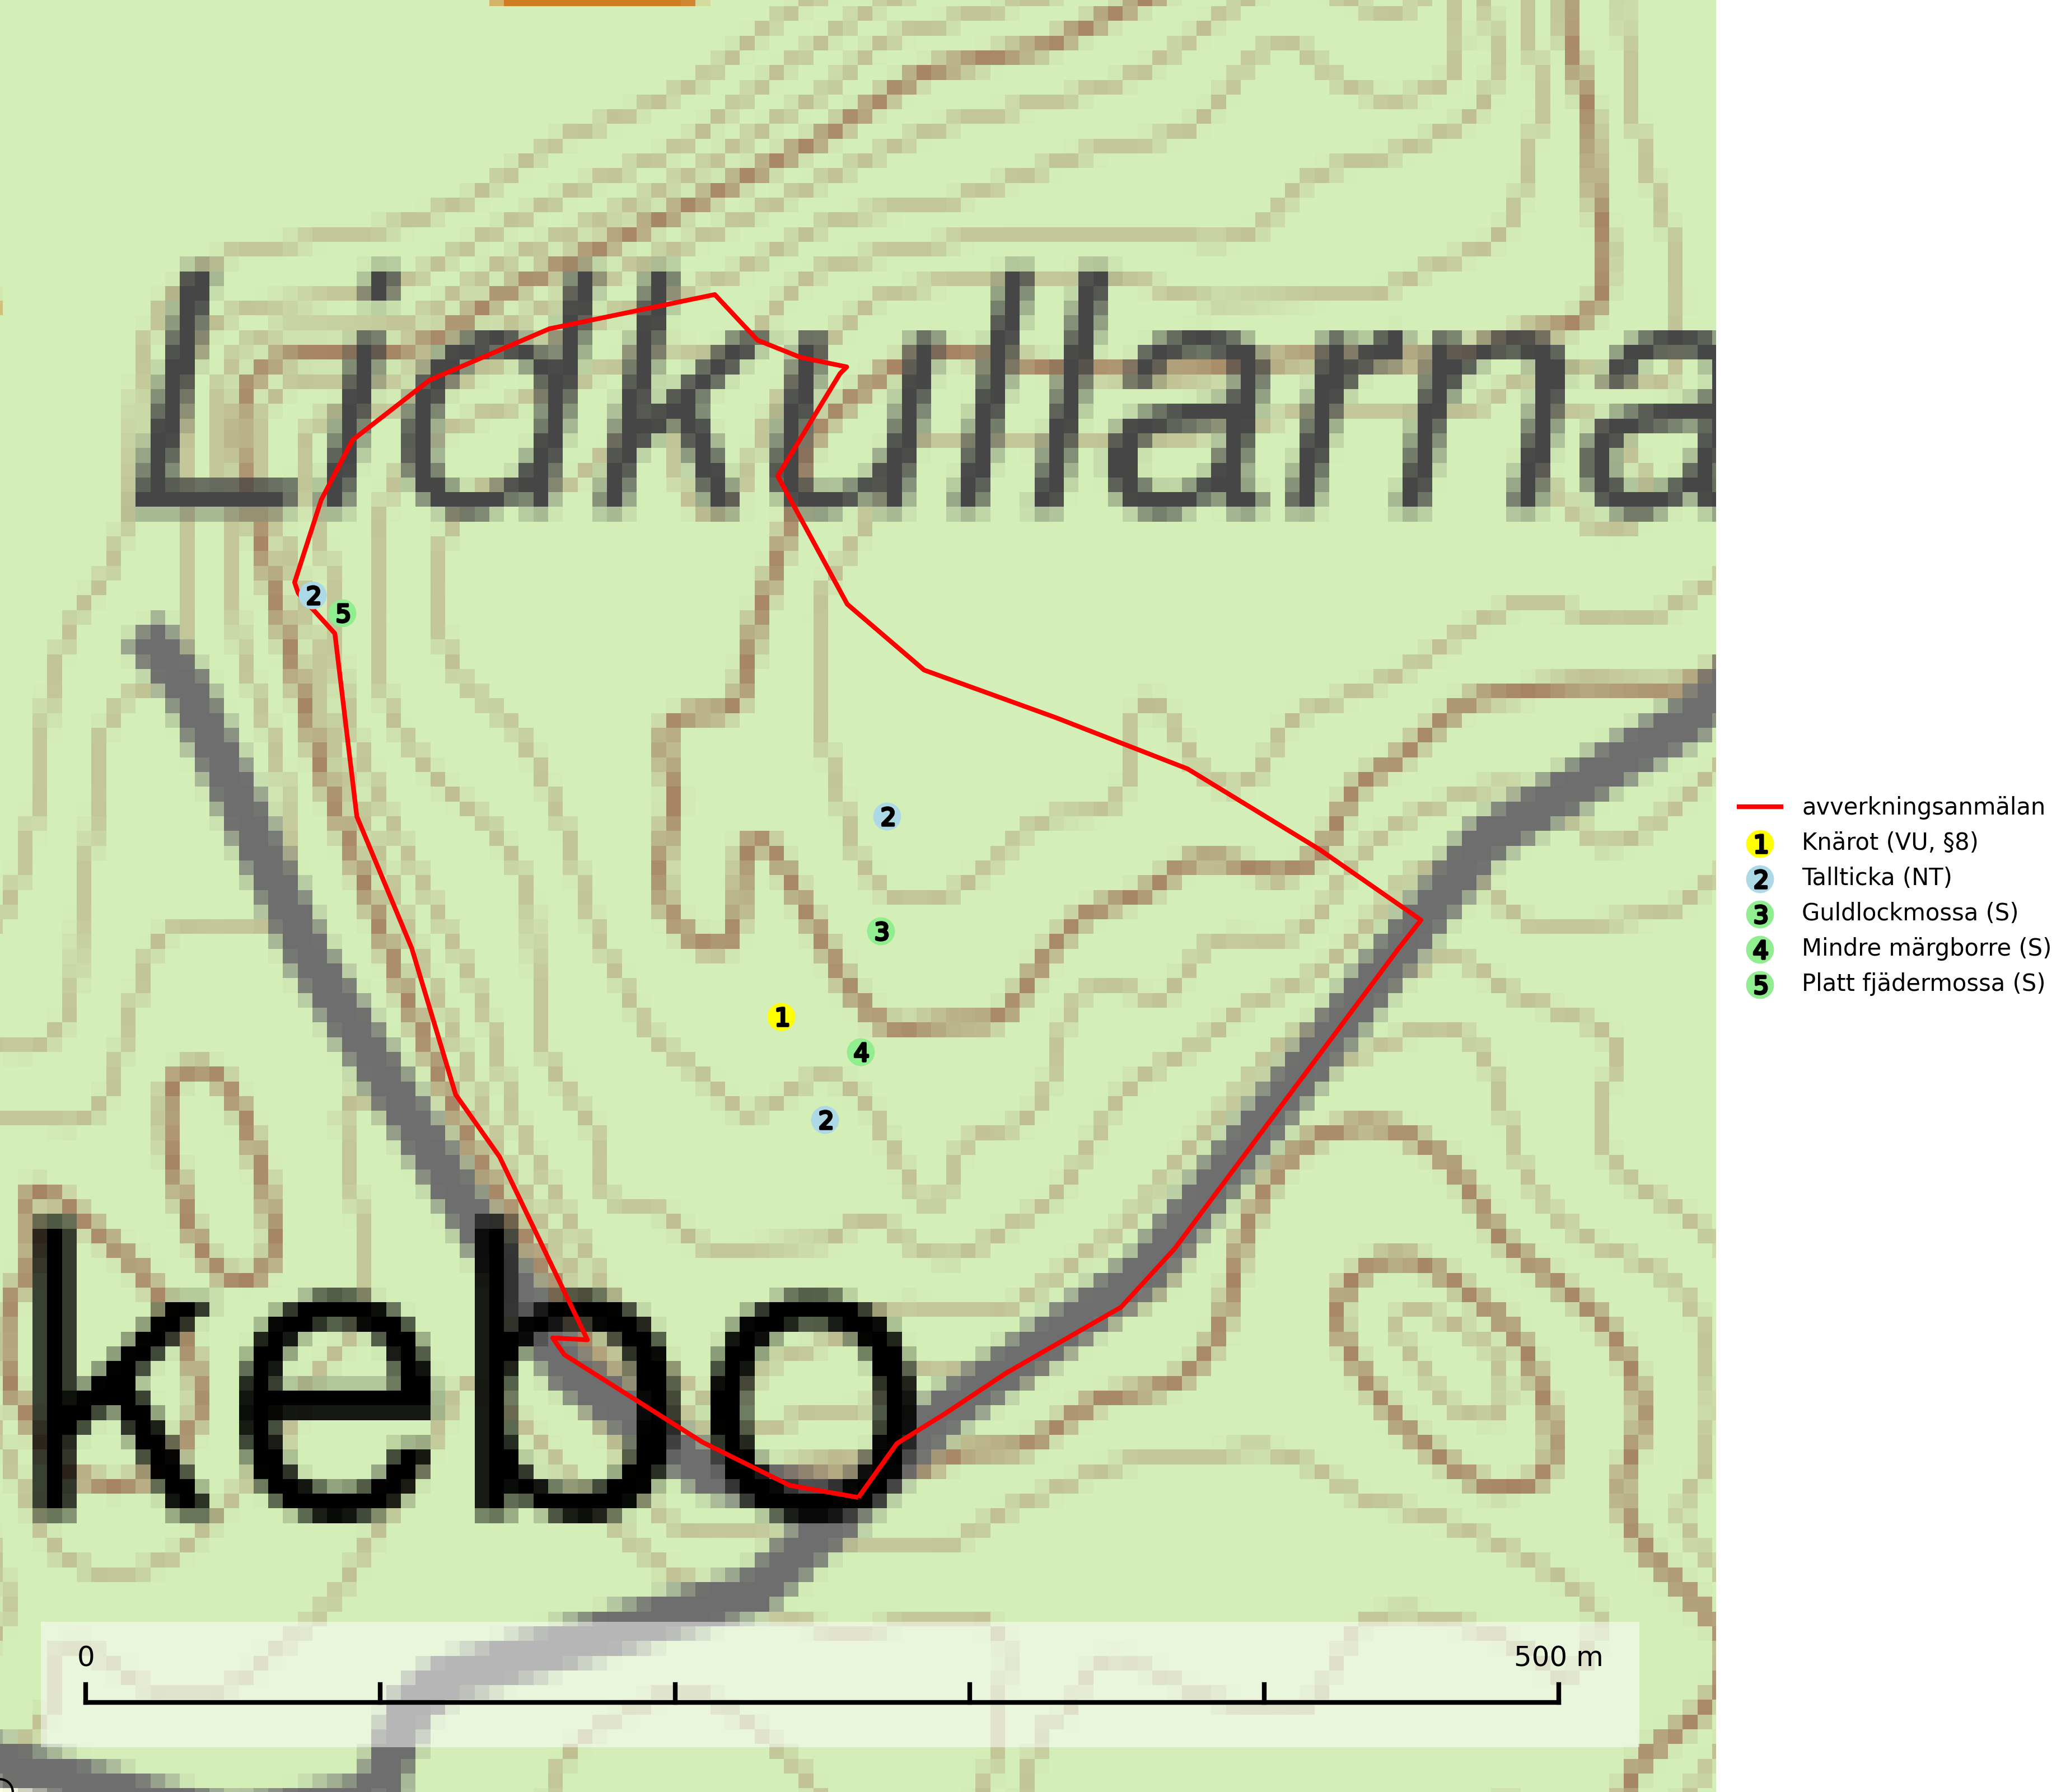 Lidkullarna
2
5
2
3
1
4
2
kebo
0 500 m
avverkningsanmälan
1 Knärot (VU, §8)
2 Tallticka (NT)
3 Guldlockmossa (S)
4 Mindre märgborre (S)
5 Platt fjädermossa (S)